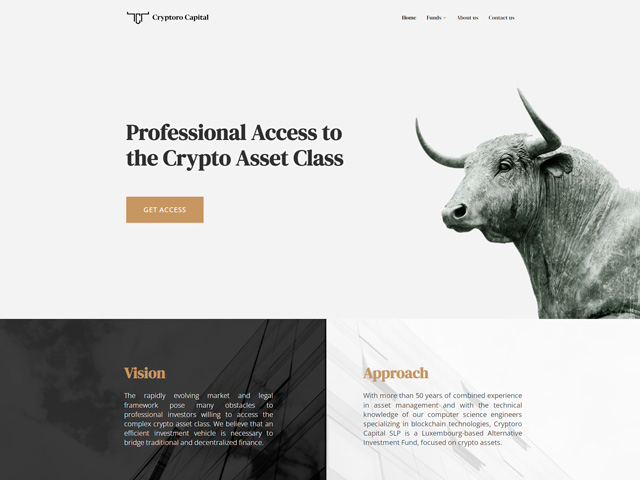 Cryptoro Capital
Home Funds About us Contact us
Professional Access to
the Crypto Asset Class
GET ACCESS
Vision
The rapidly evolving market and legal
framework pose many obstacles to
professional investors willing to access the
complex crypto asset class. We believe that an
efficient investment vehicle is necessary to
bridge traditional and decentralized finance.
Approach
With more than 50 years of combined experience
in asset management and with the technical
knowledge of our computer science engineers
specializing in blockchain technologies, Cryptoro
Capital SLP is a Luxembourg-based Alternative
Investment Fund, focused on crypto assets.